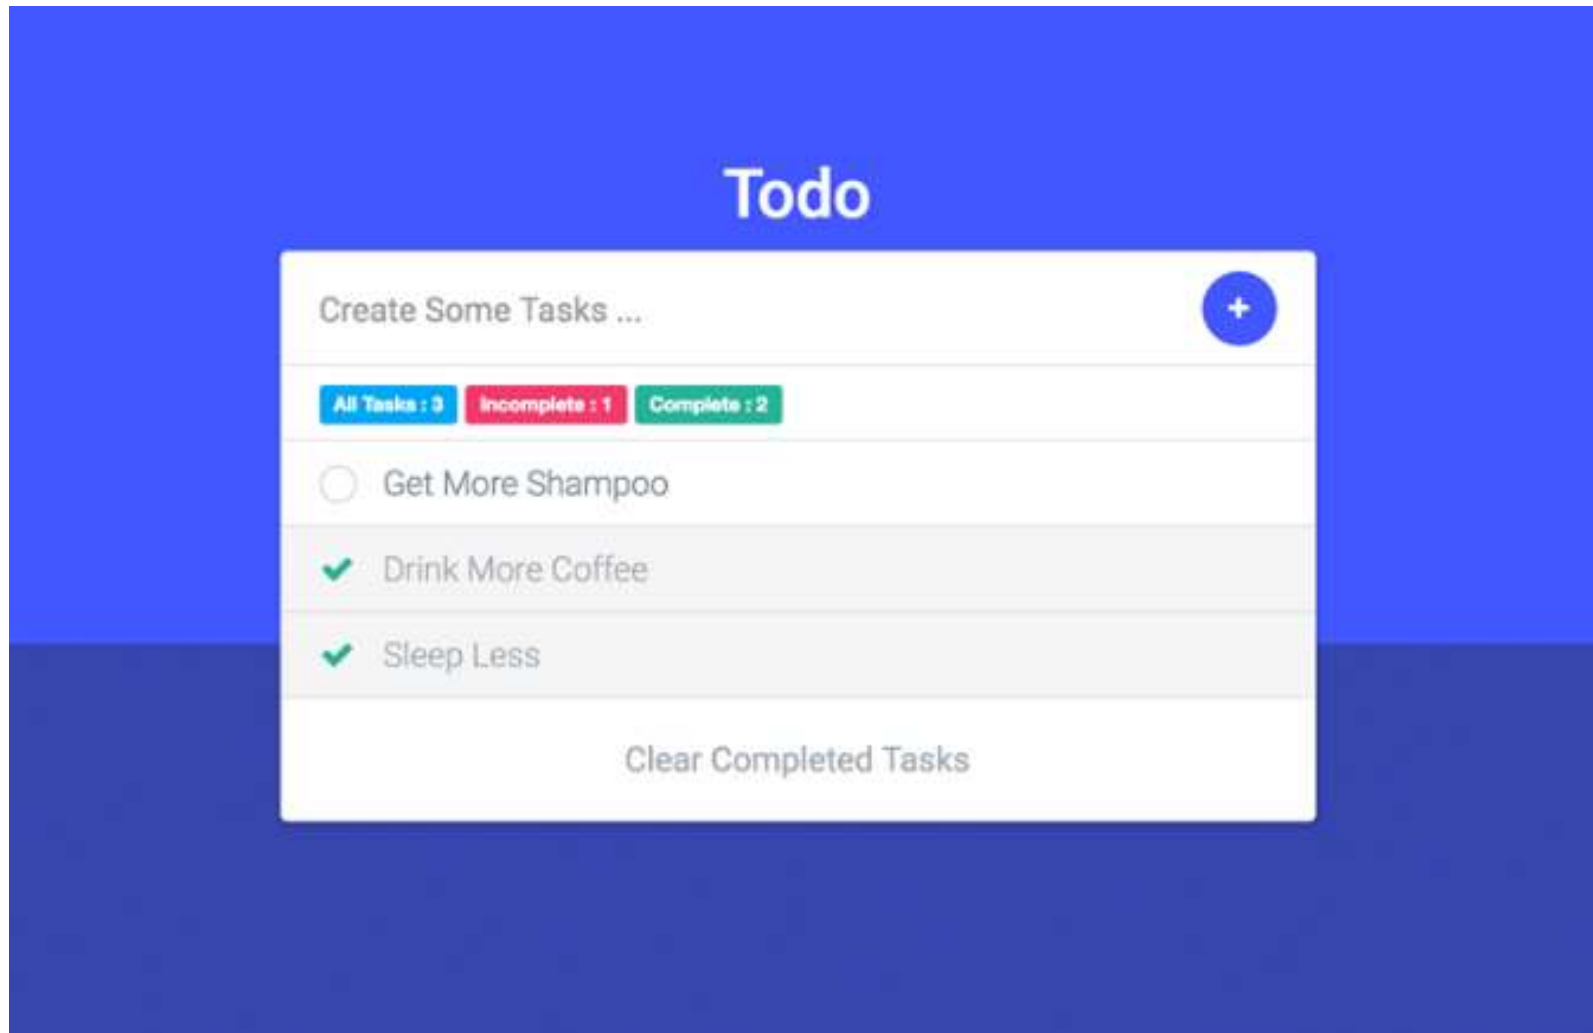 Todo
Create Some Tasks ...
+
All Tasks : 3 Incomplete : 1 Complete : 2
Get More Shampoo
Drink More Coffee
Sleep Less
Clear Completed Tasks